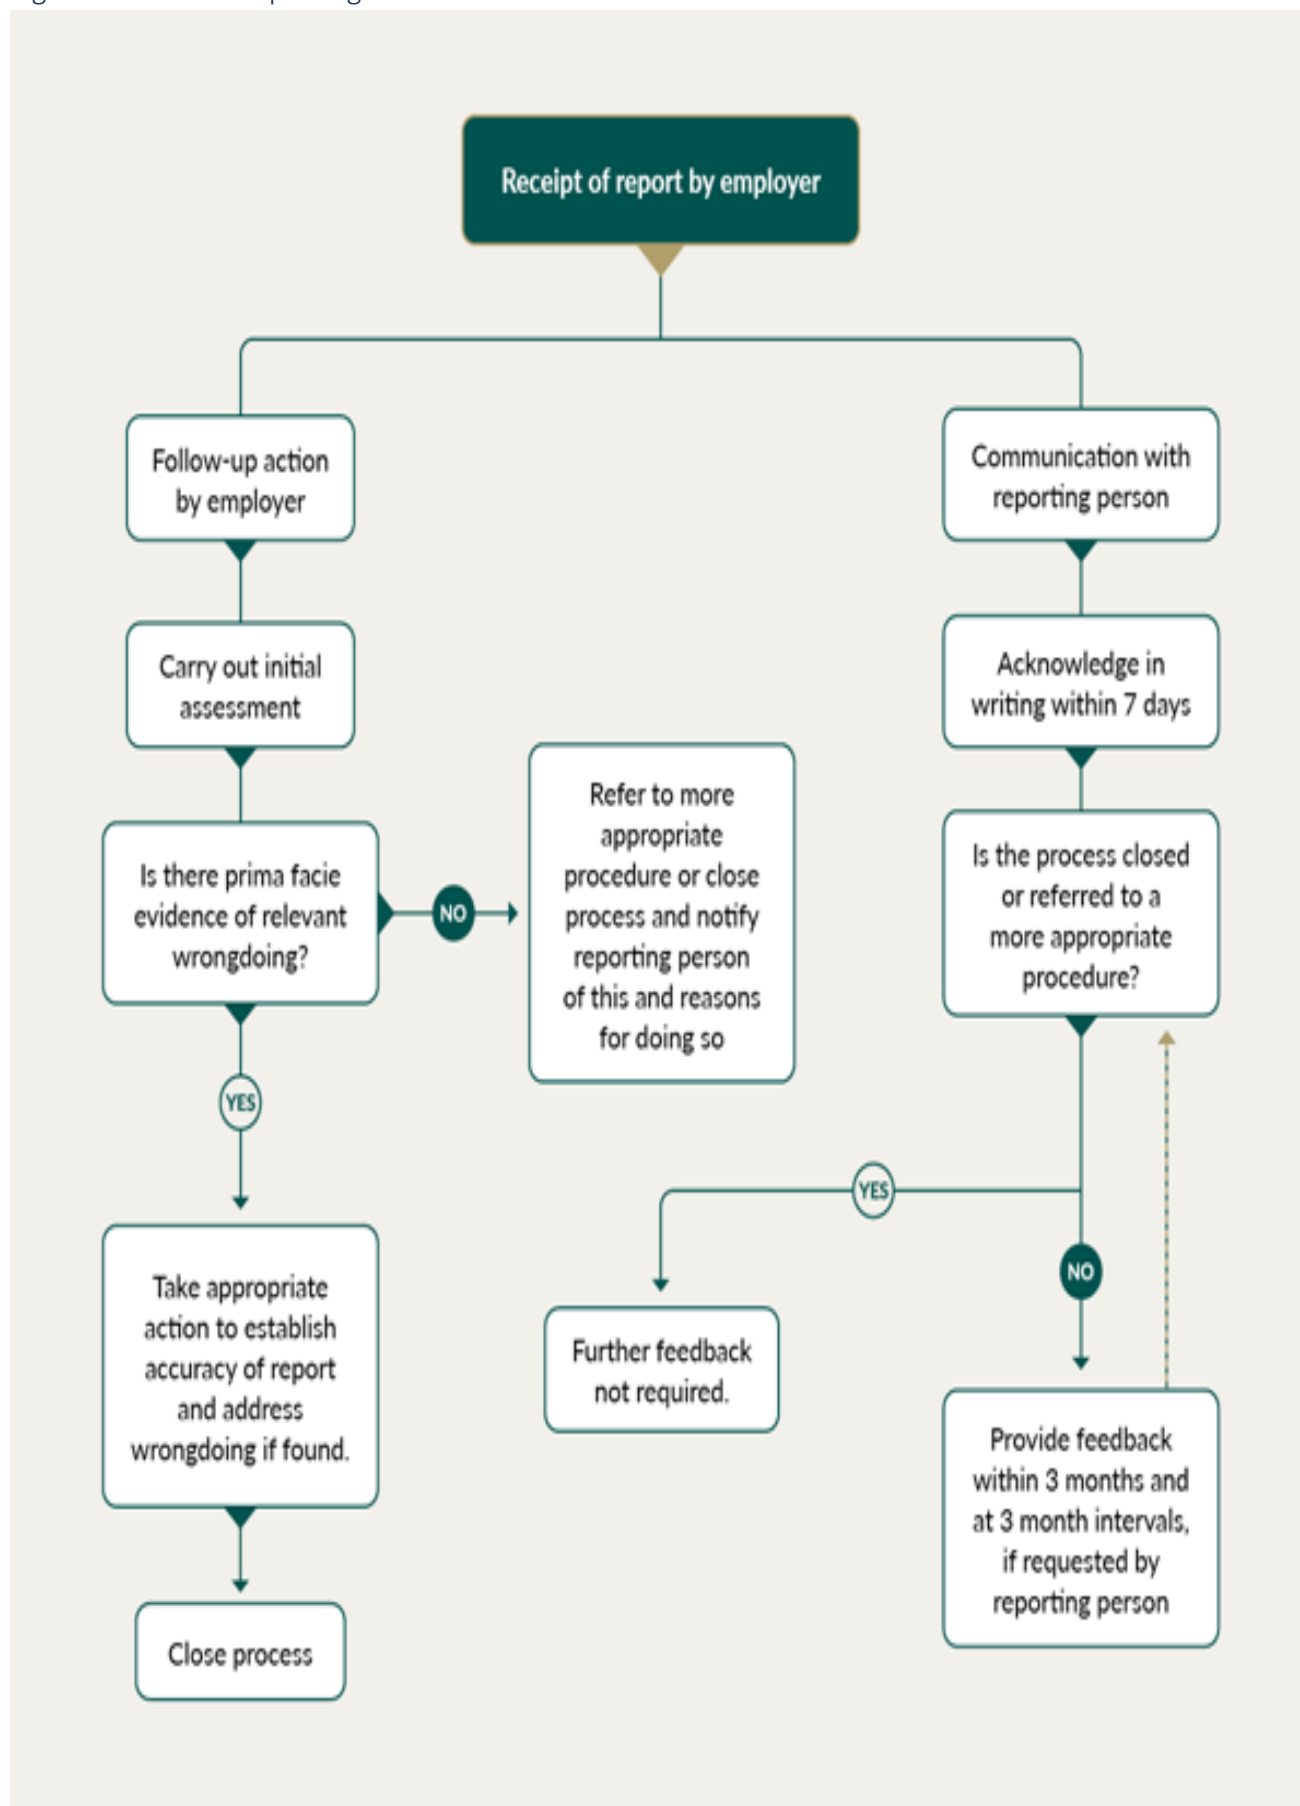 Receipt of report by employer
Follow-up action
by employer
Communication with
reporting person
Carry out initial
assessment
Acknowledge in
writing within 7 days
Is there prima facie
evidence of relevant
wrongdoing?
NO
Refer to more
appropriate
procedure or close
process and notify
reporting person
of this and reasons
for doing so
Is the process closed
or referred to a
more appropriate
procedure?
YES
Take appropriate
action to establish
accuracy of report
and address
wrongdoing if found.
Close process
YES
Further feedback
not required.
NO
Provide feedback
within 3 months and
at 3 month intervals,
if requested by
reporting person